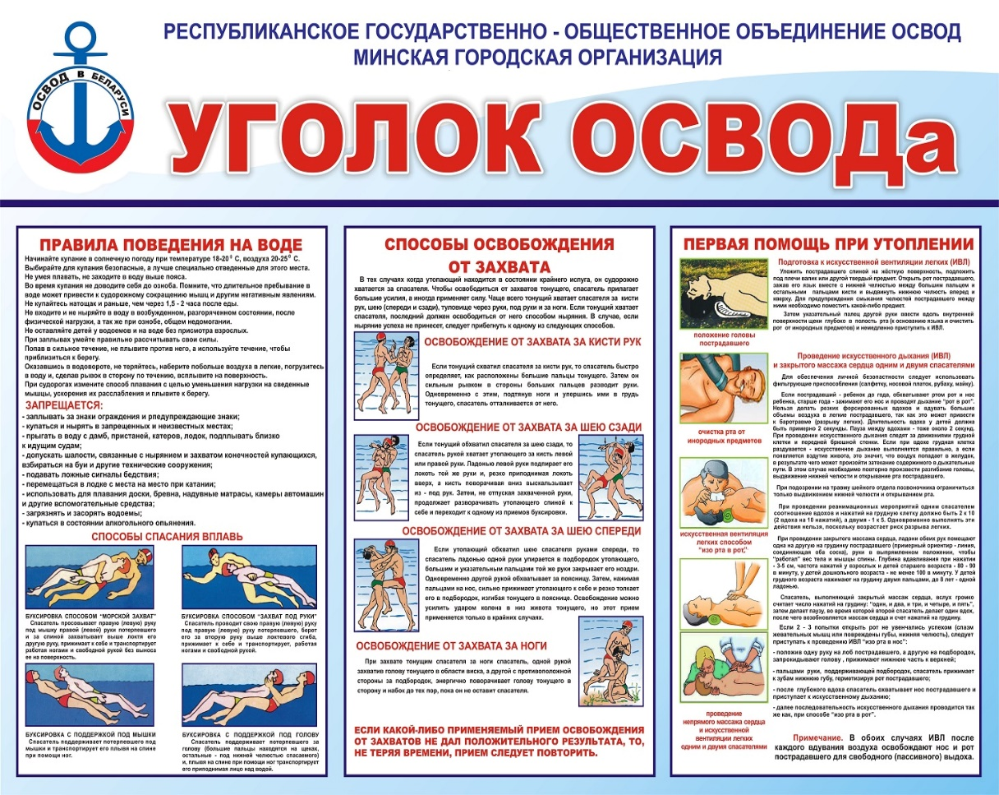 РЕСПУБЛИКАНСКОЕ ГОСУДАРСТВЕННО - ОБЩЕСТВЕННОЕ ОБЪЕДИНЕНИЕ ОСВОД
МИНСКАЯ ГОРОДСКАЯ ОРГАНИЗАЦИЯ
ОСВОД В БЕЛАРУСИ
УГОЛОК ОСВОДа
ПРАВИЛА ПОВЕДЕНИЯ НА ВОДЕ
Начинайте купание в солнечную погоду при температуре 18-20⁰ С, воздуха 20-25⁰ С.
Выбирайте для купания безопасные, а лучше специально отведенные для этого места.
Не умея плавать, не заходите в воду выше пояса.
Во время купания не доводите себя до озноба. Помните, что длительное пребывание в
воде может привести к судорожному сокращению мышц и другим негативным явлениям.
Не купайтесь натощак и раньше, чем через 1,5 - 2 часа после еды.
Не входите и не ныряйте в воду в возбужденном, разгоряченном состоянии, после
физической нагрузки, а так же при ознобе, общем недомогании.
Не оставляйте детей у водоемов и на воде без присмотра взрослых.
При заплывах умейте правильно рассчитывать свои силы.
Попав в сильное течение, не плывите против него, а используйте течение, чтобы
приблизиться к берегу.
Оказавшись в водовороте, не теряйтесь, наберите побольше воздуха в легкие, погрузитесь
в воду и, сделав рывок в сторону по течению, всплывите на поверхность.
При судорогах измените способ плавания с целью уменьшения нагрузки на сведенные
мышцы, ускорения их расслабления и плывите к берегу.
ЗАПРЕЩАЕТСЯ:
- заплывать за знаки ограждения и рпедупреждающие знаки;
- купаться и нырять в запрещенных и неизвестных местах;
- прыгать в воду с дамб, пристаней, катеров, лодок, подплывать близко
к идущим судам;
- допускать шалости, связанные с нырянием и захватом конечностей купающихся,
взбираться на буи и другие технические сооружения;
- подавать ложные сигналы бедствия;
- перемещаться в лодке с места на место при катании;
- использовать для плавания доски, бревна, надувные матрасы, камеры автомашин
и другие вспомогательные средства;
- загрязнять и засорять водоемы;
- купаться в состоянии алкогольного опьянения.
СПОСОБЫ СПАСАНИЯ ВПЛАВЬ
БУКСИРОВКА СПОСОБОМ "МОРСКОЙ ЗАХВАТ"
Спасатель просовывает правую (левую) руку
под мышку правой (левой) руки потерпевшего
и за спиной захватывает выше локтя его
другую руку, прижимает к себе и транспортирует
работая ногами и свободной рукой без выноса
ее на поверхность.
БУКСИРОВКА СПОСОБОМ "ЗАХВАТ ПОД РУКИ"
Спасатель проводит свою правую (левую) руку
под правую (левую) руку потерпевшего, берет
его за вторую руку выше локтевого сгиба,
прижимает к себе и транспортирует, работая
ногами и свободной рукой.
БУКСИРОВКА С ПОДДЕРЖКОЙ ПОД МЫШКИ
Спасатель поддерживает потерпевшего под
мышки и транспортирует его плывя на спине
при помощи ног.
БУКСИРОВКА С ПОДДЕРЖКОЙ ПОД ГОЛОВУ
Спасатель поддерживает потерпевшего за
голову (большие пальцы находятся на щеках,
остальные - под нижней челюстью спасаемого)
и, плывя на спине при помощи ног транспортирует
его приподнимая лицо над водой.
СПОСОБЫ ОСВОБОЖДЕНИЯ
ОТ ЗАХВАТА
В тех случаях когда утопающий находится в состоянии крайнего испуга, он судорожно
хватается за спасателя. Чтобы освободиться от захватов тонущего, спасатель прилагает
большие усилия, а иногда применяет силу. Чаще всего тонущий хватает спасателя за кисти
рук, шею (спереди и сзади), туловище через руки, под руки и за ноги. Если тонущий хватает
спасателя, последний должен освободиться от него способом ныряния. В случае, если
ныряние успеха не принесет, следует прибегнуть к одному из следующих способов.
ОСВОБОЖДЕНИЕ ОТ ЗАХВАТА ЗА КИСТИ РУК
Если тонущий схватил спасателя за кисти рук, то спасатель быстро
определяет, как расположены большие пальцы тонущего. Затем он
сильным рывком в стороны больших пальцев разводит руки.
Одновременно с этим, подтянув ноги и упершись ими в грудь
тонущего, спасатель отталкивается от него.
ОСВОБОЖДЕНИЕ ОТ ЗАХВАТА ЗА ШЕЮ СЗАДИ
Если тонущий обхватил спасателя за шею сзади, то
спасатель рукой хватает утопающего за кисть левой
или правой руки. Ладонью левой руки подпирает его
локоть той же руки и, резко приподнимая локоть
вверх, а кисть поворачивая вниз выскальзывает
из - под рук. Затем, не отпуская захваченной руки,
продолжает разворачивать утопающего спиной к
себе и переходит к одному из приемов буксировки.
ОСВОБОЖДЕНИЕ ОТ ЗАХВАТА ЗА ШЕЮ СПЕРЕДИ
Если утопающий обхватил шею спасателя руками спереди, то
спасатель ладонью одной руки упирается в подбородок утопающего,
большим и указательным пальцами той же руки закрывает его ноздри.
Одновременно другой рукой обхватывает за поясницу. Затем, нажимая
пальцами на нос, сильно прижимает утопающего к себе и резко толкает
его в подбородок, изгибая тонущего в пояснице. Освобождение можно
усилить ударом колена в низ живота тонущего, но этот прием
применяется только в крайних случаях.
ОСВОБОЖДЕНИЕ ОТ ЗАХВАТА ЗА НОГИ
При захвате тонущим спасателя за ноги спасатель, одной рукой
захватив голову тонущего в области виска, а другой с противоположной
стороны за подбородок, энергично поворачивает голову тонущего в
сторону и набок до тех пор, пока он не оставит спасателя.
ЕСЛИ КАКОЙ-ЛИБО ПРИМЕНЯЕМЫЙ ПРИЕМ ОСВОБОЖДЕНИЯ
ОТ ЗАХВАТОВ НЕ ДАЛ ПОЛОЖИТЕЛЬНОГО РЕЗУЛЬТАТА, ТО,
НЕ ТЕРЯЯ ВРЕМЕНИ, ПРИЕМ СЛЕДУЕТ ПОВТОРИТЬ.
ПЕРВАЯ ПОМОЩЬ ПРИ УТОПЛЕНИИ
Подготовка к искусственной вентиляции легких (ИВЛ)
Уложить пострадавшего спиной на жёсткую поверхность, подложить
под плечи валик или другой твердый предмет. Открыть рот пострадавшего,
зажав его язык вместе с нижней челюстью между большим пальцем и
остальными пальцами кисти и выдвинуть нижнюю челюсть вперед и
кверху. Для предупреждения смыкания челюстей пострадавшего между
ними необходимо поместить какой-либо предмет.
Затем указательный палец другой руки ввести вдоль внутренней
поверхности щеки глубоко в полость рта (к основанию языка и очистить
рот от инородных предметов) и немедленно приступить к ИВЛ.
положение головы
пострадавшего
Проведение искусственного дыхания (ИВЛ)
и закрытого массажа сердца одним и двумя спасателями
Для обеспечения личной безопасности следует использовать
фильтрующие приспособления (салфетку, носовой платок, рубаху, майку).
Если пострадавший - ребенок до года, обхватывают ртом рот и нос
ребенка, старше года - зажимают его нос и проводят дыхание "рот в рот".
Нельзя делать резких форсированных вдохов и вдувать большие
объемы воздуха в легкие пострадавшего, так как это может привести
к баротравме (разрыву легких). Длительность вдоха у детей должна
быть примерно 2 секунды. Пауза между вдохами - тоже около 2 секунд.
При проведении искусственного дыхания следят за движениями грудной
клетки и передней брюшной стенки. Если при вдохе грудная клетка
раздувается - искусственное дыхание выполняется правильно, а если
появляется вздутие живота, это значит, что воздух попадает в желудок,
в результате чего может произойти затекание содержимого в дыхательные
пути. В этом случае необходимо повторно произвести разгибание головы,
выдвижение нижней челюсти и открывание рта пострадавшего.
очистка рта от
инородных предметов
При подозрении на травму шейного отдела позвоночника ограничиться
только выдвижением нижней челюсти и открыванием рта.
При проведении реанимационных мероприятий одним спасателем
соотношение вдохов и нажатий на грудную клетку должно быть 2 х 10
(2 вдоха на 10 нажатий), а двумя - 1 х 5. Одновременно выполнять эти
действия нельзя, поскольку возрастает риск разрыва легких.
искусственная вентиляция
легких способом
"изо рта в рот"
При проведении закрытого массажа сердца, ладони обеих рук помещают
одна на другую на грудинку пострадавшего (примерный ориентир - линия,
соединяющая оба соска), руки в выпрямленном положении, чтобы
"работал" вес тела и мышцы спины. Глубина вдавливания при нажатии
- 3-5 см, частота нажатий у взрослых и детей старшего возраста - 80 - 90
в минуту, у детей дошкольного возраста - не менее 100 в минуту. У детей
грудного возраста нажимают на грудину двумя пальцами, до 8 лет - одной
ладонью.
Спасатель, выполняющий закрытый массаж сердца, вслух громко
считает число нажатий на грудину: "один, и два, и три, и четыре, и пять",
затем делает паузу, во время которой второй спасатель делает один вдох,
после чего возобновляется массаж сердца и счет нажатий на грудину.
Если 2 - 3 попытки открыть рот не увенчались успехом (спазм
жевательных мышц или повреждены губы, нижняя челюсть), следует
приступать к проведению ИВЛ "изо рта в нос":
- положив одну руку на лоб пострадавшего, а другую на подбородок,
запрокидывают голову , прижимают нижнюю часть к верхней;
- пальцами руки, поддерживающей подбородок, спасатель прижимает
к зубам нижнюю губу, герметизируя рот пострадавшего;
- после глубокого вдоха спасатель охватывает нос пострадавшего и
приступает к искусственному дыханию;
- далее последовательность искусственного дыхания проводится так
же как, при способе "изо рта в рот".
проведение
непрямого массажа сердца
и искусственной
вентиляции легких
одним и двумя спасателями
Примечание. В обоих случаях ИВЛ после
каждого вдувания воздуха освобождают нос и рот
пострадавшего для свободного (пассивного) выдоха.